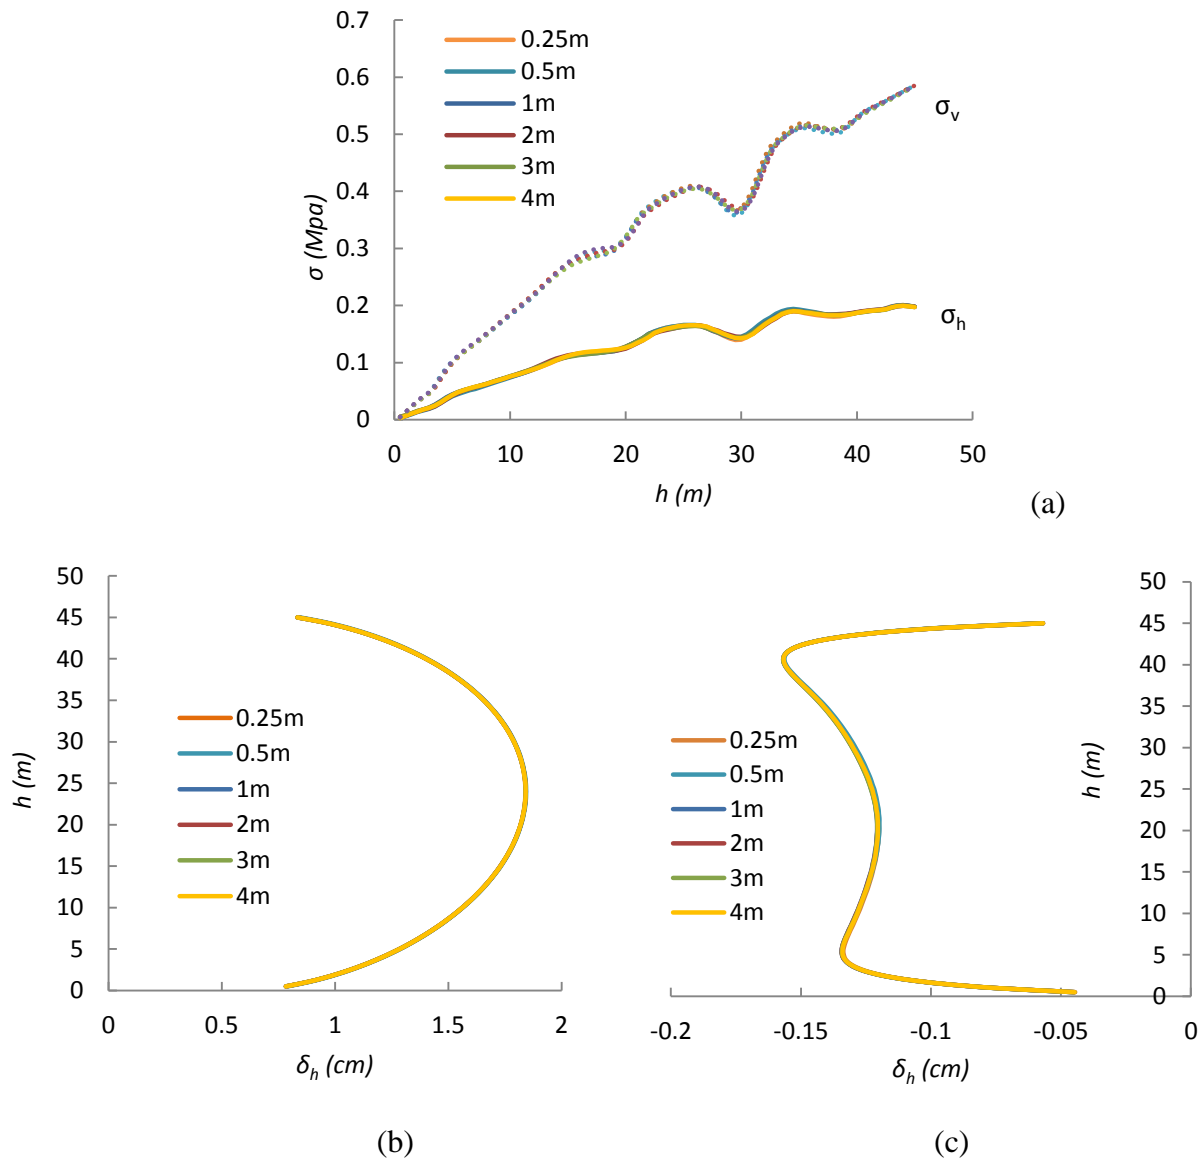 0.7
0.6
0.5
0.4
0.3
0.2
0.1
0
σ (Mpa)
0.25m
0.5m
1m
2m
3m
4m
σv
σh
0 10 20 30 40 50
h (m)
(a)
50
45
40
35
30
25
20
15
10
5
0
h (m)
0.25m
0.5m
1m
2m
3m
4m
0 0.5 1 1.5 2
δh (cm)
(b)
0.25m
0.5m
1m
2m
3m
4m
h (m)
50
45
40
35
30
25
20
15
10
5
0
-0.2 -0.15 -0.1 -0.05 0
δh (cm)
(c)